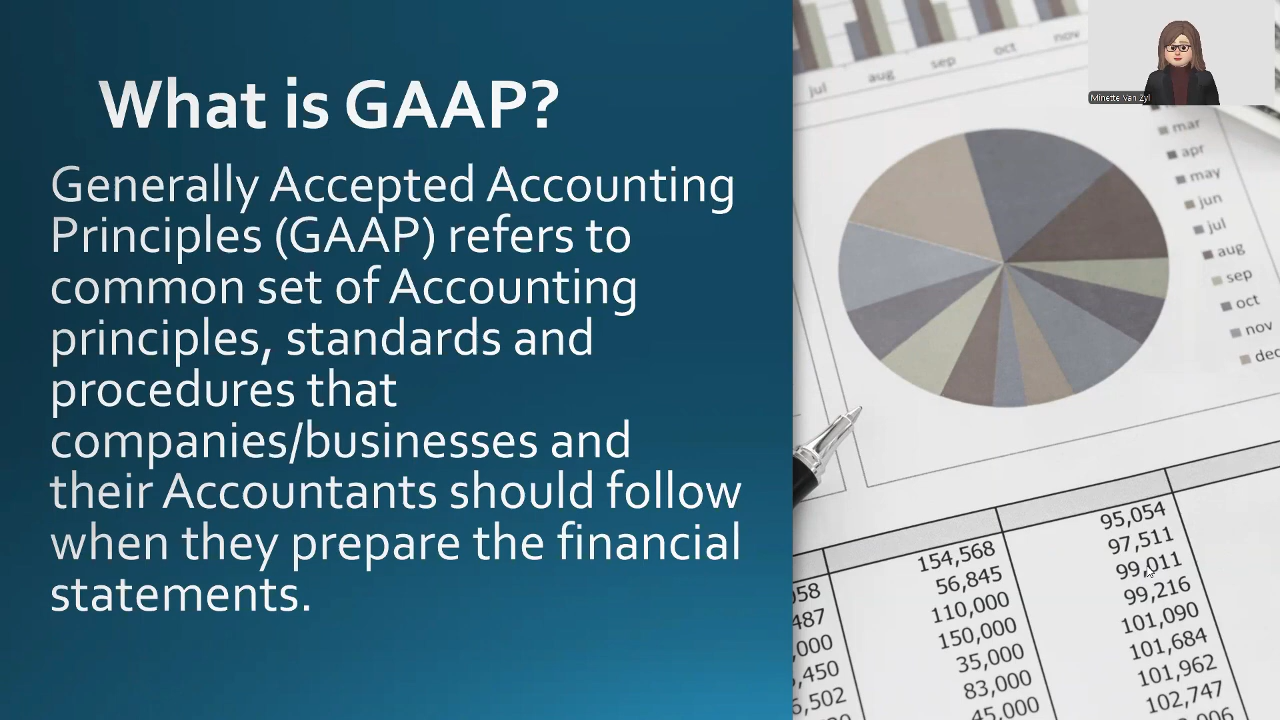 What is GAAP?
Generally Accepted Accounting
Principles (GAAP) refers to
common set of Accounting
principles, standards and
procedures that
companies/businesses and
their Accountants should follow
when they prepare the financial
statements.
jul aug sep oct nov
Minette Van Zyl
mar
apr
may
jun
jul
aug
sep
oct
nov
154,568
56,845
110,000
150,000
35,000
83,000
45,000
95,054
97,511
99,011
99,216
101,090
101,684
101,962
102,747